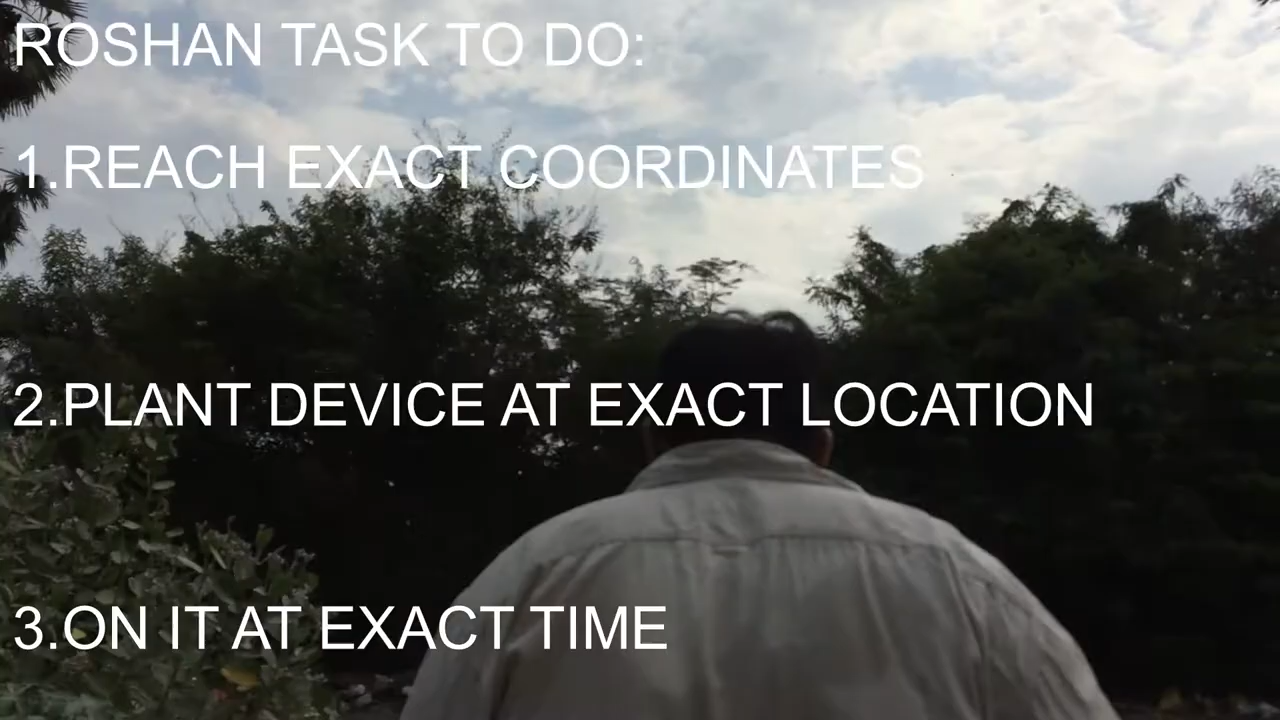 ROSHAN TASK TO DO:
1.REACH EXACT COORDINATES
2.PLANT DEVICE AT EXACT LOCATION
3.ON IT AT EXACT TIME